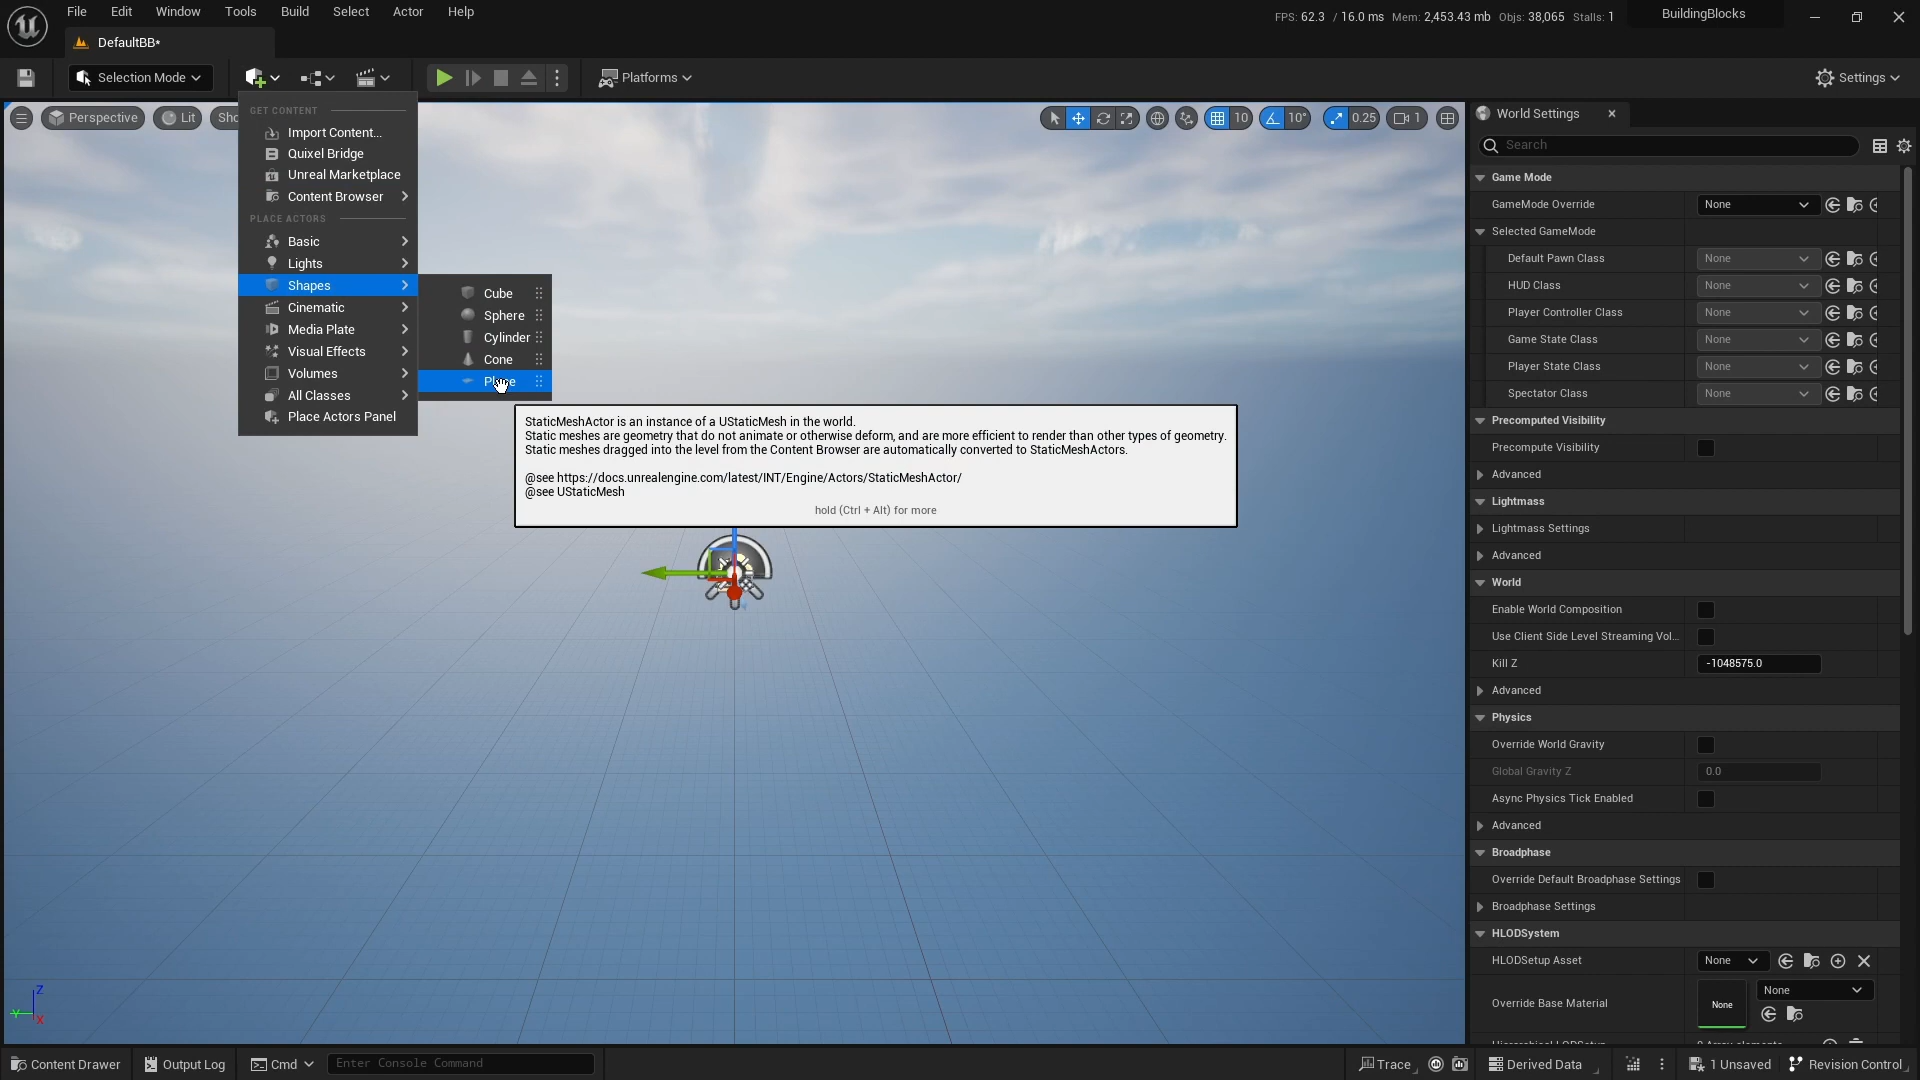 File Edit Window Tools Build Select Actor Help
FPS: 62.3 / 16.0 ms Mem: 2,453.43 mb Objs: 38,065 Stalls: 1
BuildingBlocks
DefaultBB*
Selection Mode
Platforms
Settings
Perspective
Lit
Sho
10
10°
0.25
1
GET CONTENT
Import Content...
Quixel Bridge
Unreal Marketplace
Content Browser
PLACE ACTORS
Basic
Lights
Shapes
Cinematic
Media Plate
Visual Effects
Volumes
All Classes
Place Actors Panel
Cube
Sphere
Cylinder
Cone
Plane
StaticMeshActor is an instance of a UStaticMesh in the world.
Static meshes are geometry that do not animate or otherwise deform, and are more efficient to render than other types of geometry.
Static meshes dragged into the level from the Content Browser are automatically converted to StaticMeshActors.
@see https://docs.unrealengine.com/latest/INT/Engine/Actors/StaticMeshActor/
@see UStaticMesh
hold (Ctrl + Alt) for more
Z
Y
X
World Settings
Search
Game Mode
GameMode Override None
Selected GameMode
Default Pawn Class None
HUD Class None
Player Controller Class None
Game State Class None
Player State Class None
Spectator Class None
Precomputed Visibility
Precompute Visibility
Advanced
Lightmass
Lightmass Settings
Advanced
World
Enable World Composition
Use Client Side Level Streaming Vol...
Kill Z -1048575.0
Advanced
Physics
Override World Gravity
Global Gravity Z 0.0
Async Physics Tick Enabled
Advanced
Broadphase
Override Default Broadphase Settings
Broadphase Settings
HLODSystem
HLODSetup Asset None
Override Base Material None None
Content Drawer
Output Log
Cmd
Enter Console Command
Trace
Derived Data
1 Unsaved
Revision Control